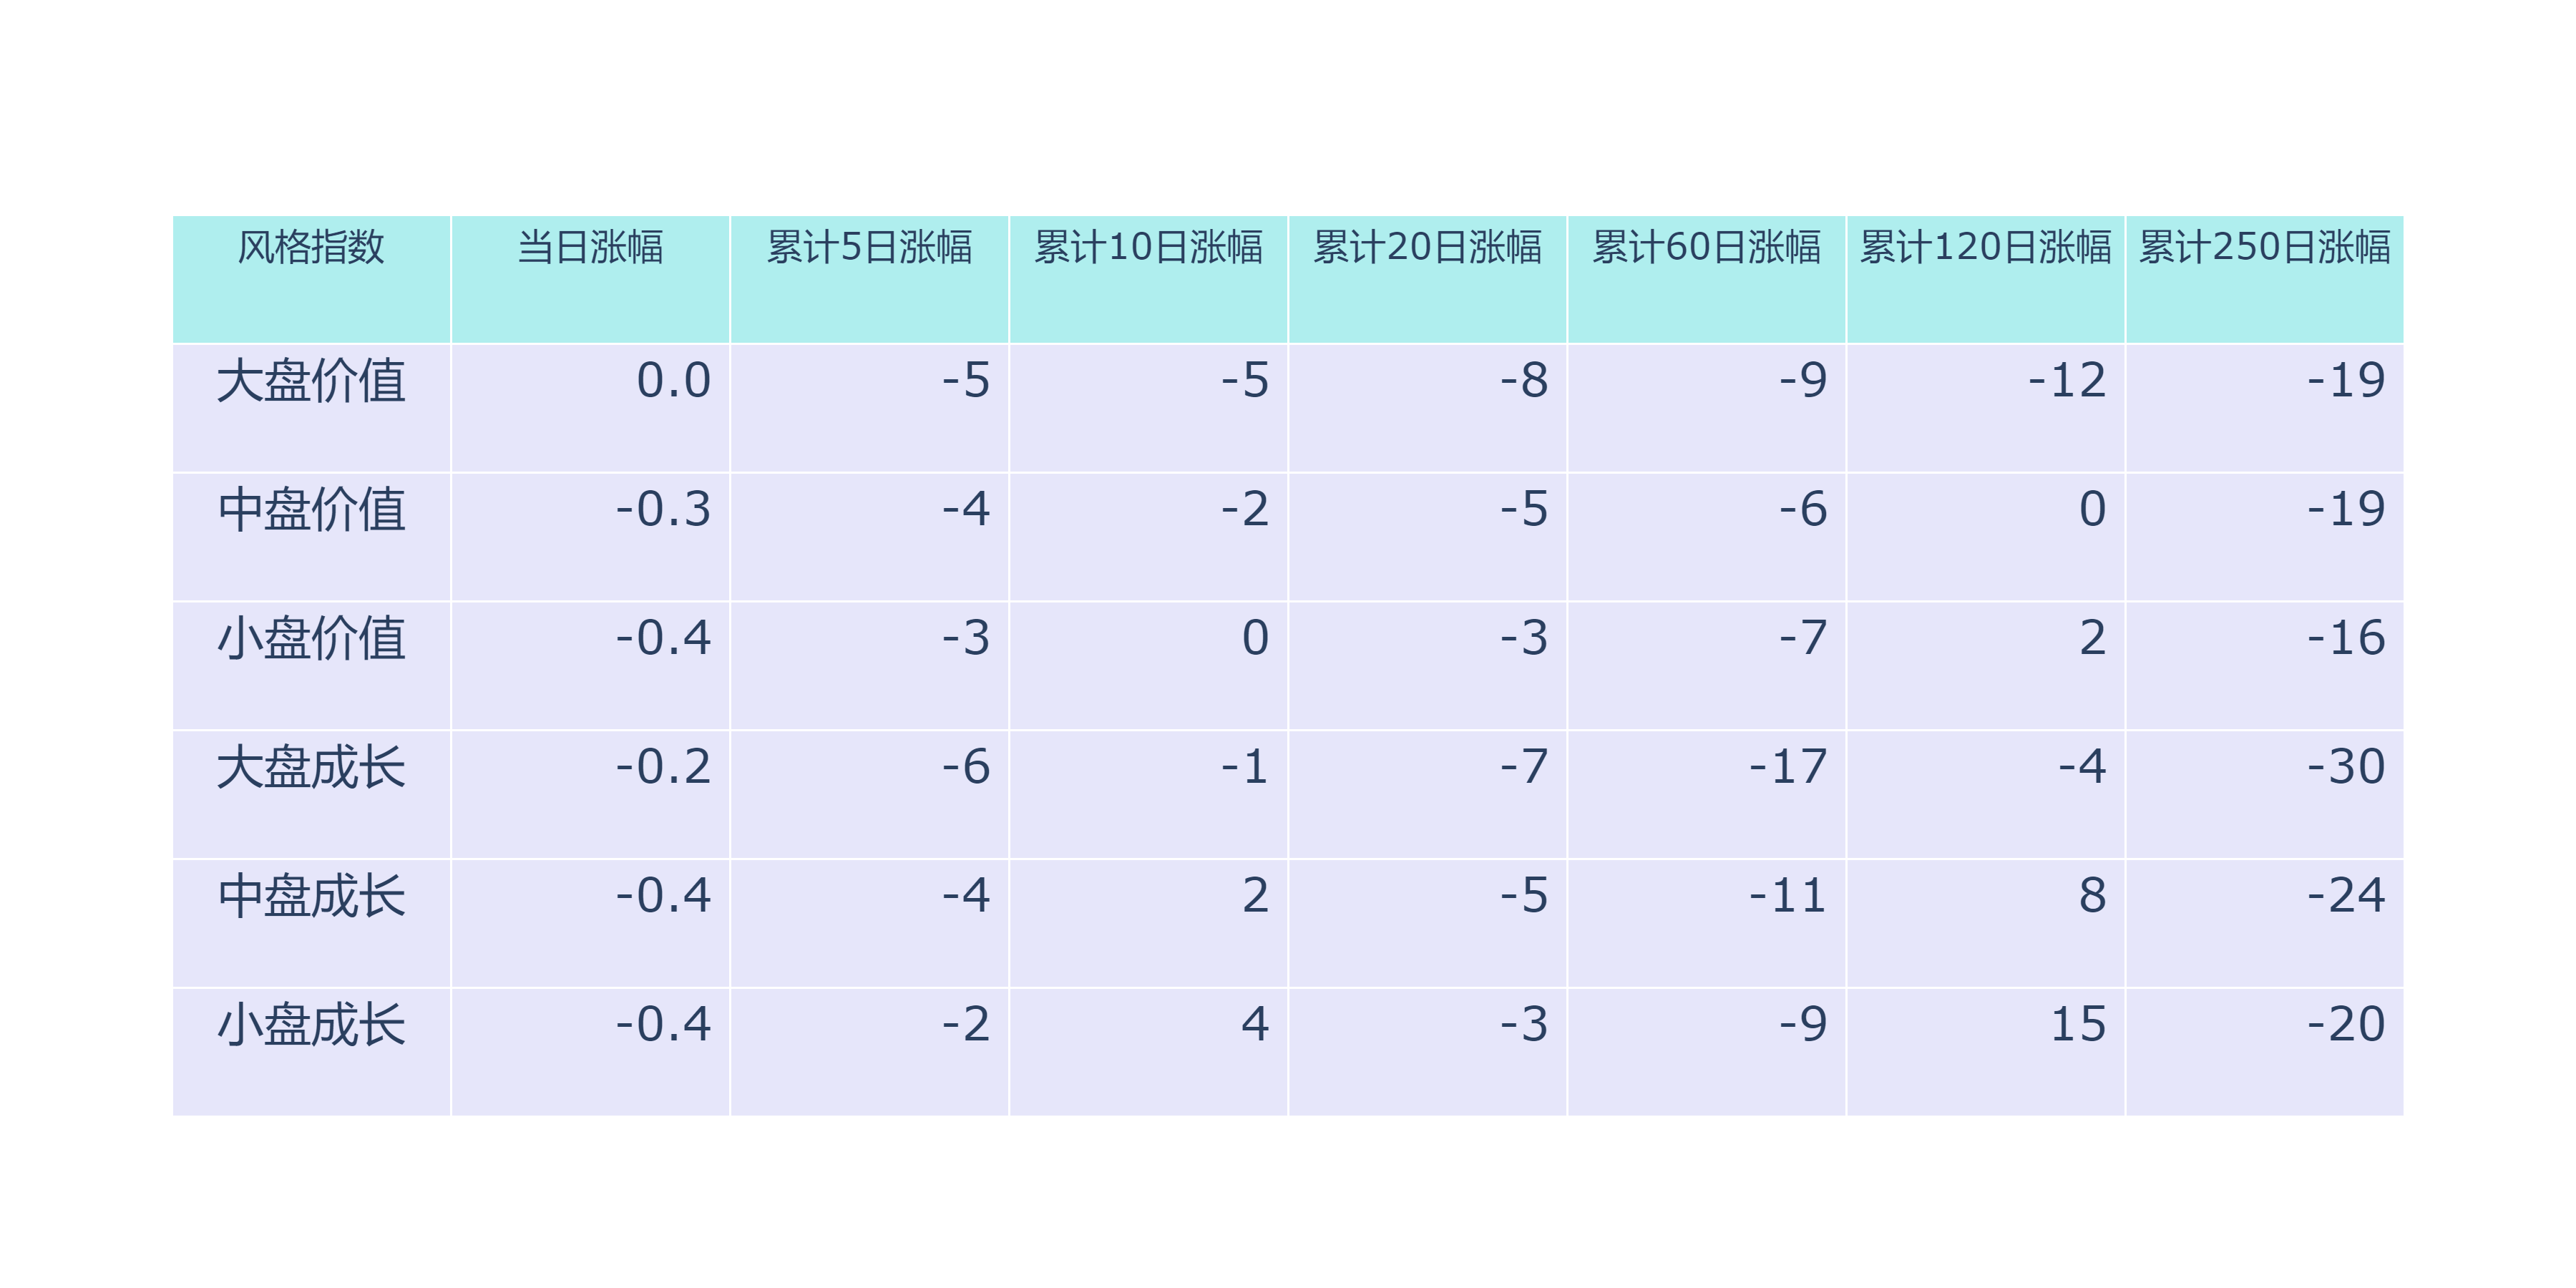 风格指数 当日涨幅 累计5日涨幅 累计10日涨幅 累计20日涨幅 累计60日涨幅 累计120日涨幅 累计250日涨幅
大盘价值 0.0 -5 -5 -8 -9 -12 -19
中盘价值 -0.3 -4 -2 -5 -6 0 -19
小盘价值 -0.4 -3 0 -3 -7 2 -16
大盘成长 -0.2 -6 -1 -7 -17 -4 -30
中盘成长 -0.4 -4 2 -5 -11 8 -24
小盘成长 -0.4 -2 4 -3 -9 15 -20